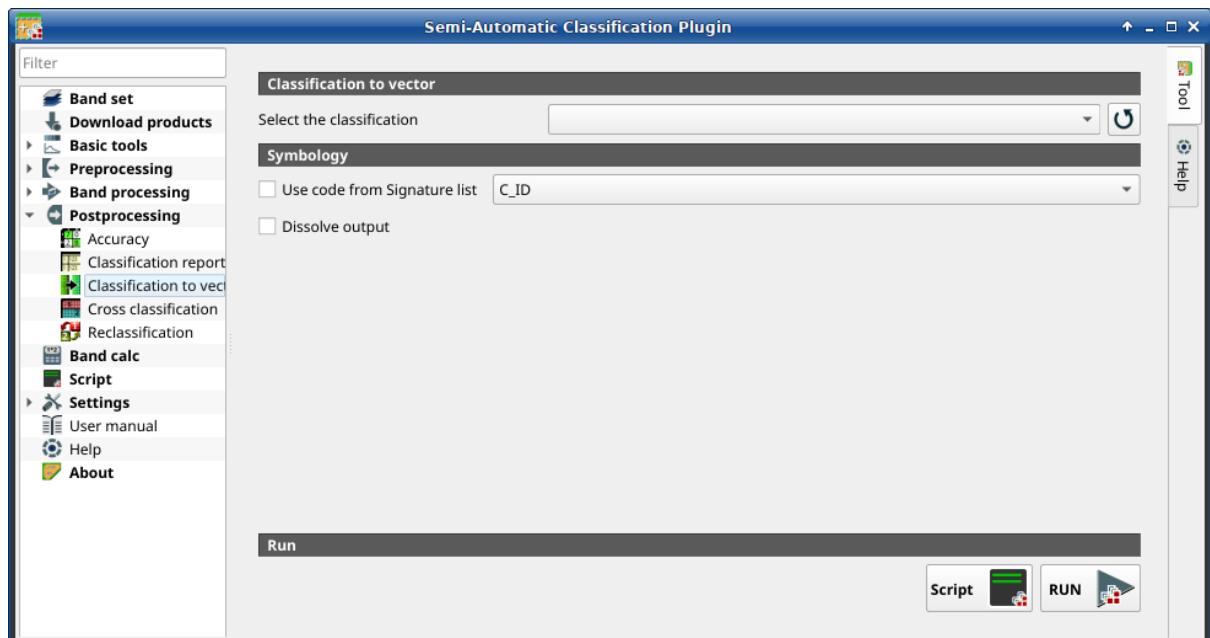 Semi-Automatic Classification Plugin
Filter
Band set
Download products
Basic tools
Preprocessing
Band processing
Postprocessing
Accuracy
Classification report
Classification to vect
Cross classification
Reclassification
Band calc
Script
Settings
User manual
Help
About
Classification to vector
Select the classification
Symbology
Use code from Signature list
C_ID
Dissolve output
Run
Script
RUN
Tool
Help